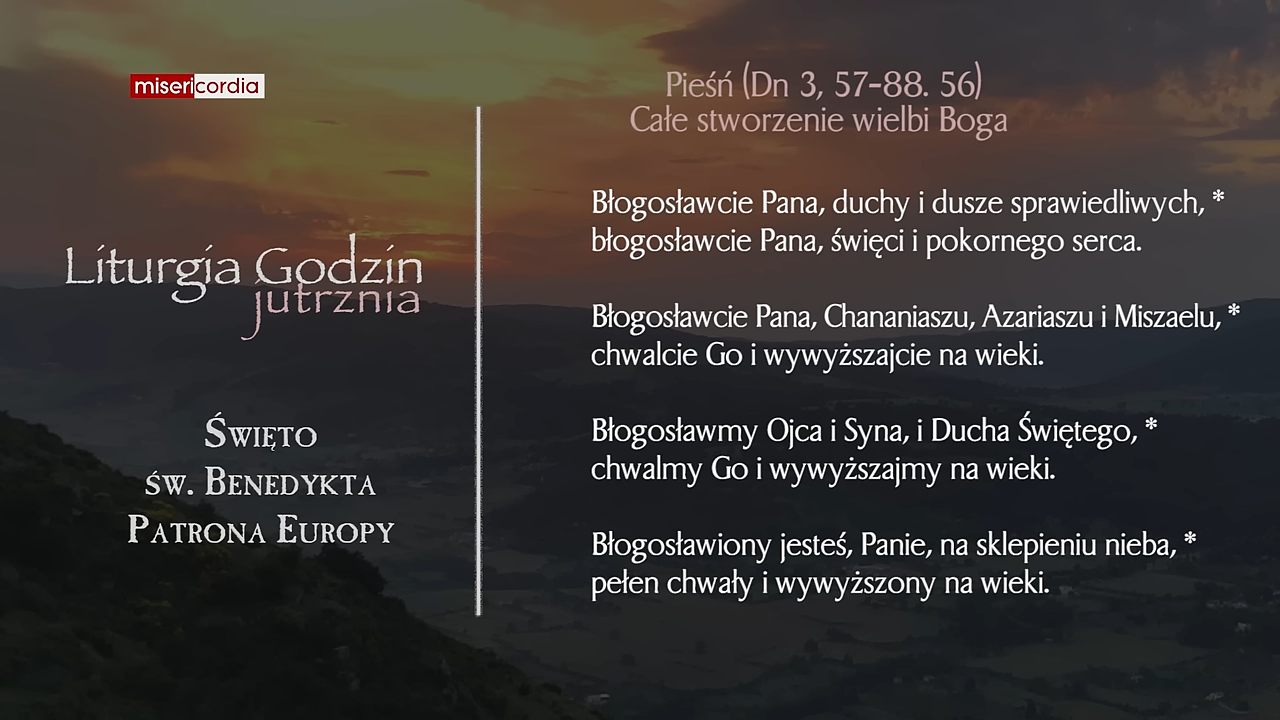 misericordia
Liturgia Godzin
jutrznia
Święto
św. Benedykta
Patrona Europy
Pieśń (Dn 3, 57-88. 56)
Całe stworzenie wielbi Boga
Błogosławcie Pana, duchy i dusze sprawiedliwych, *
błogosławcie Pana, święci i pokornego serca.
Błogosławcie Pana, Chananiaszu, Azariaszu i Miszaelu, *
chwalcie Go i wywyższajcie na wieki.
Błogosławmy Ojca i Syna, i Ducha Świętego, *
chwalmy Go i wywyższajmy na wieki.
Błogosławiony jesteś, Panie, na sklepieniu nieba, *
pełen chwały i wywyższony na wieki.